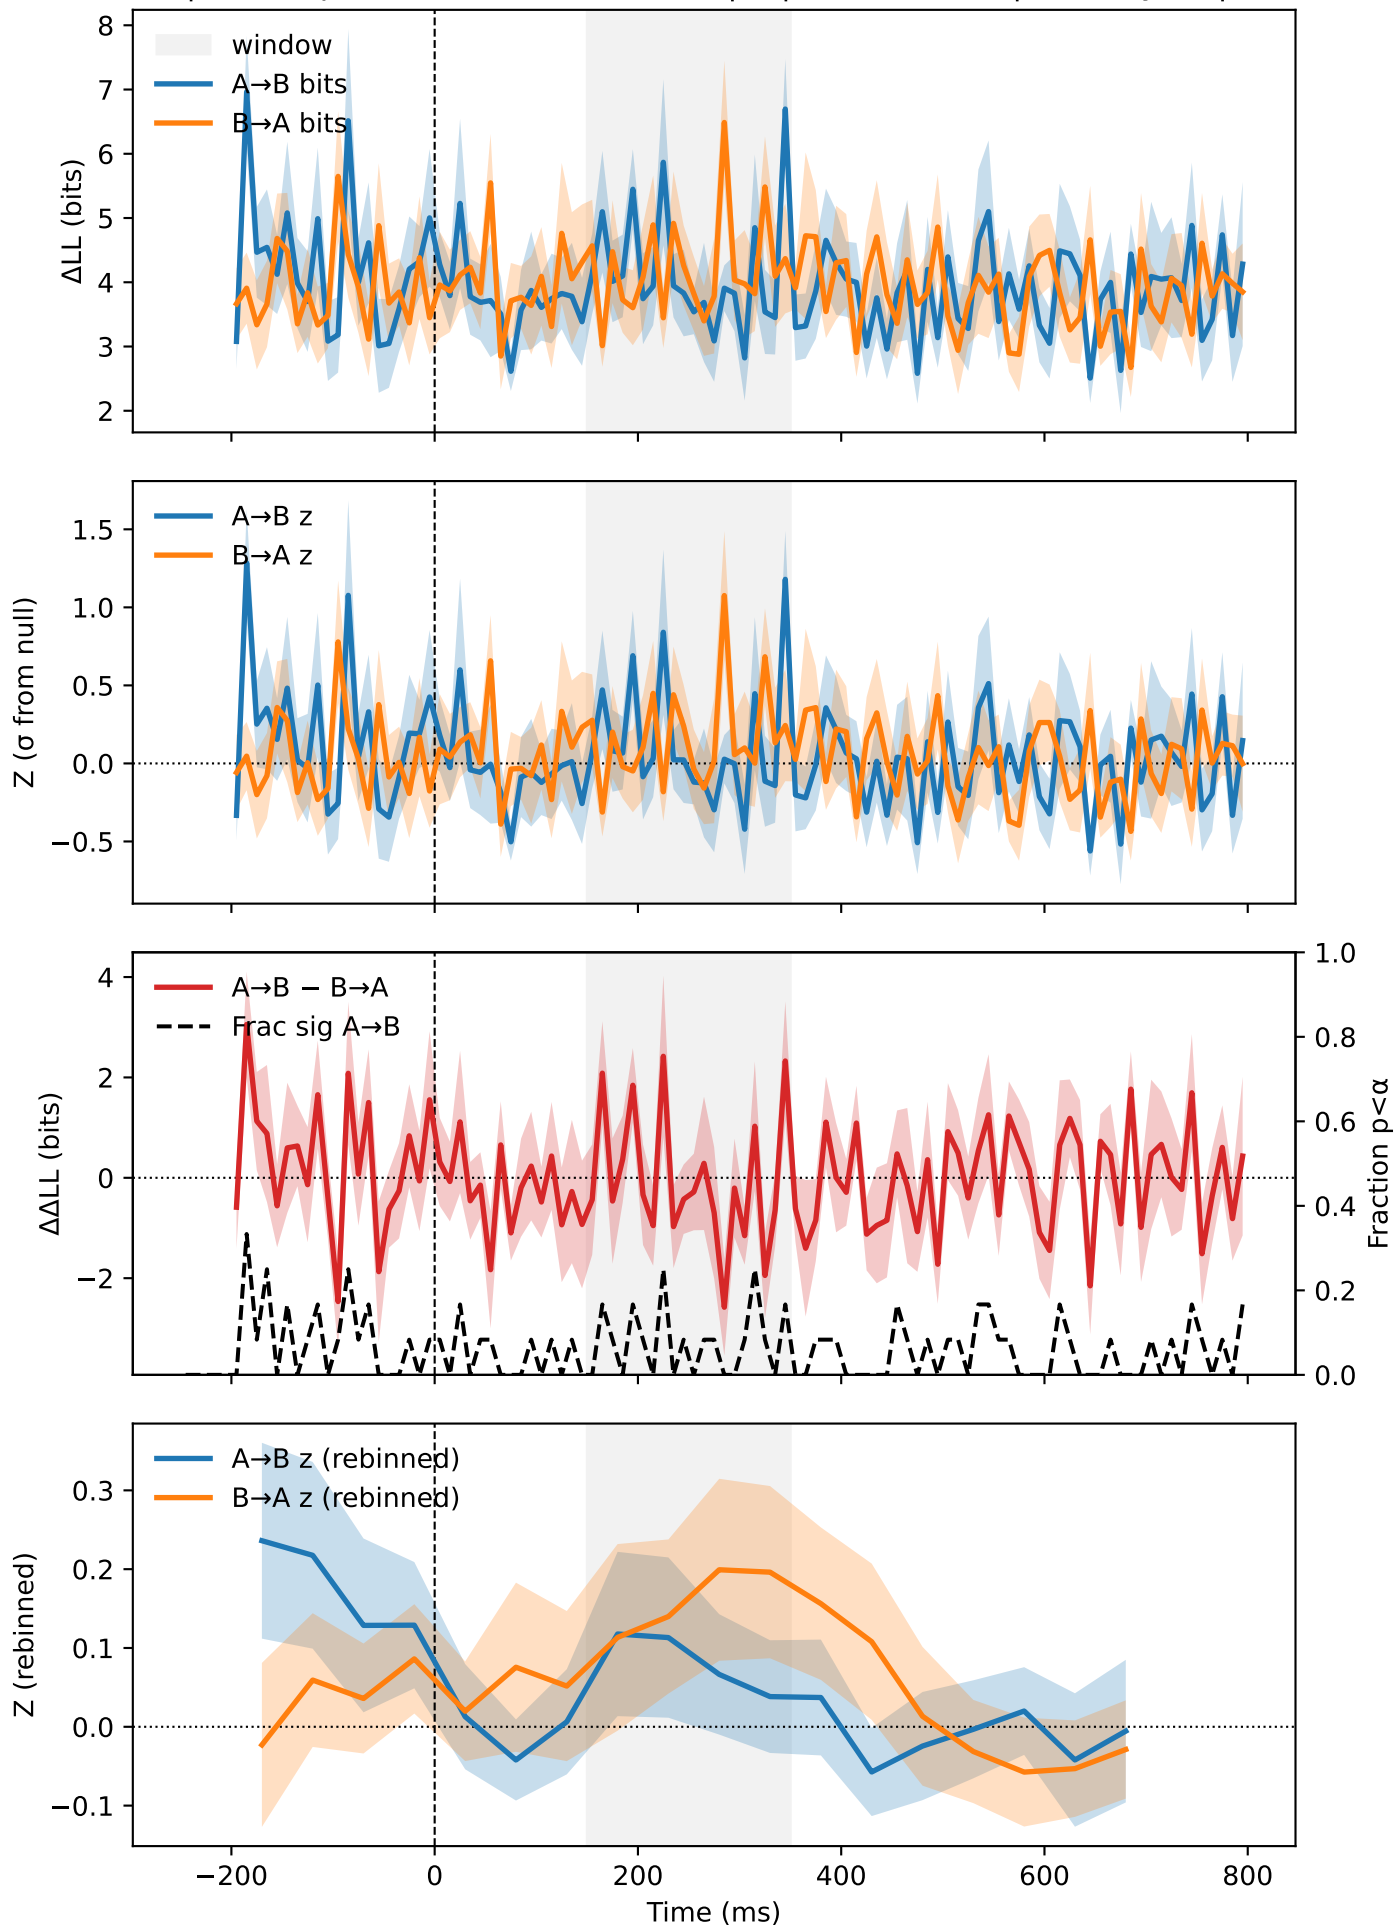 8
7
6
5
4
3
2
ΔLL (bits)
window
A→B bits
B→A bits
1.5
1.0
0.5
0.0
−0.5
Z (σ from null)
A→B z
B→A z
4
2
0
−2
ΔΔLL (bits)
A→B − B→A
Frac sig A→B
1.0
0.8
0.6
0.4
0.2
0.0
Fraction p<α
0.3
0.2
0.1
0.0
−0.1
Z (rebinned)
A→B z (rebinned)
B→A z (rebinned)
−200
0
200
400
600
800
Time (ms)